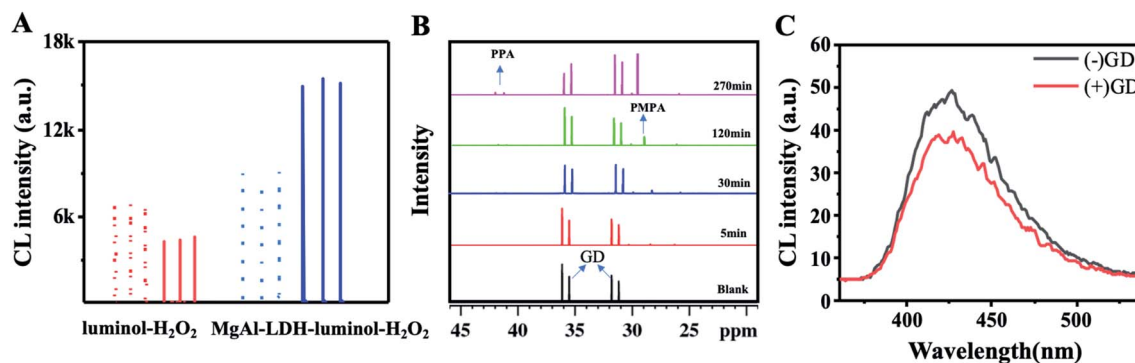 A
CL intensity (a.u.)
18k
12k
6k
luminol-H₂O₂
MgAl-LDH-luminol-H₂O₂
B
Intensity
PPA
270min
PMPA
120min
30min
5min
GD
Blank
45 40 35 29 24 ppm
C
CL intensity (a.u.)
60
50
40
30
20
10
0
(-)GD
(+)GD
400 450 500
Wavelength(nm)